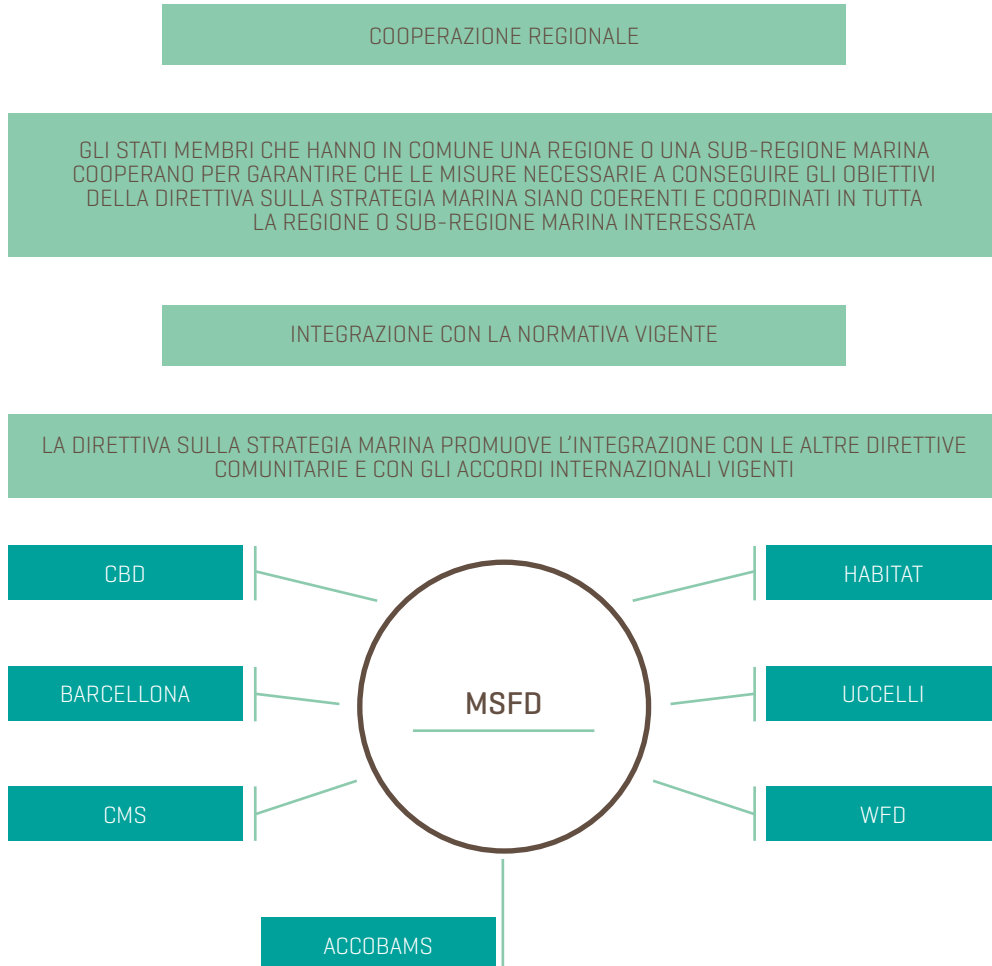 COOPERAZIONE REGIONALE
GLI STATI MEMBRI CHE HANNO IN COMUNE UNA REGIONE O UNA SUB-REGIONE MARINA
COOPERANO PER GARANTIRE CHE LE MISURE NECESSARIE A CONSEGUIRE GLI OBIETTIVI
DELLA DIRETTIVA SULLA STRATEGIA MARINA SIANO COERENTI E COORDINATI IN TUTTA
LA REGIONE O SUB-REGIONE MARINA INTERESSATA
INTEGRAZIONE CON LA NORMATIVA VIGENTE
LA DIRETTIVA SULLA STRATEGIA MARINA PROMUOVE L'INTEGRAZIONE CON LE ALTRE DIRETTIVE
COMUNITARIE E CON GLI ACCORDI INTERNAZIONALI VIGENTI
CBD
HABITAT
BARCELLONA
MSFD
UCCELLI
CMS
WFD
ACCOBAMS